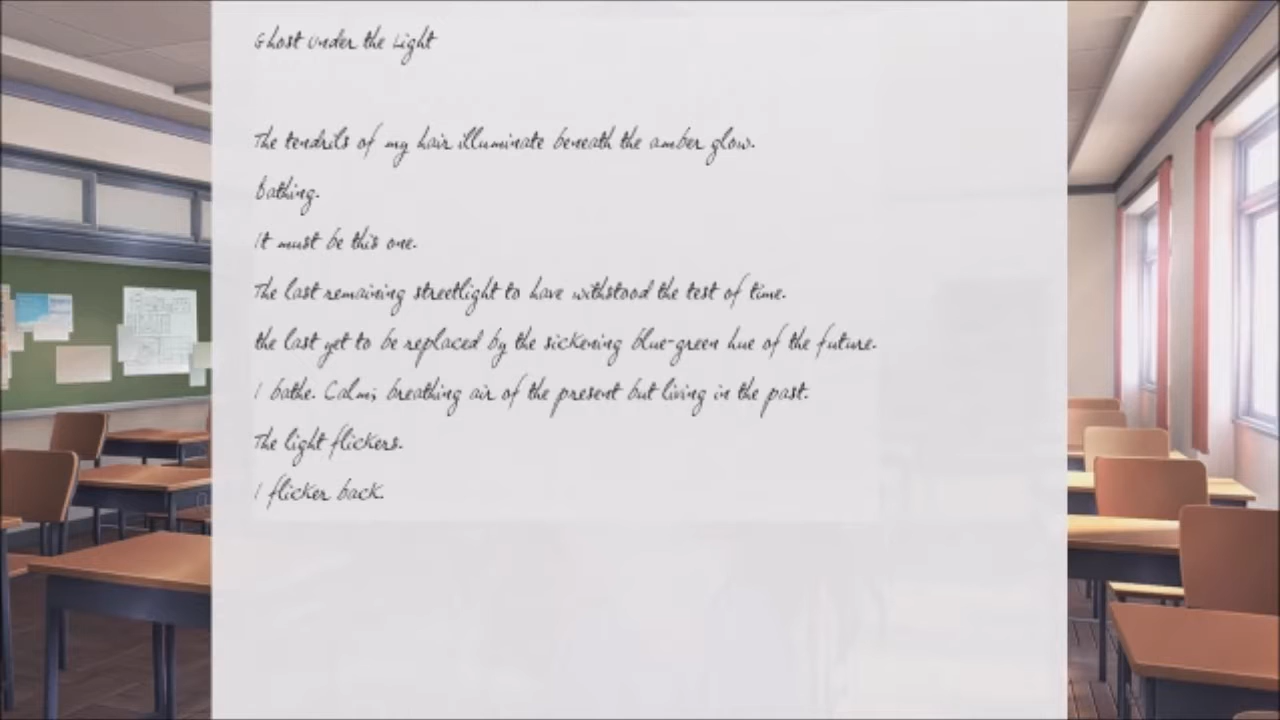 Ghost Under the Light
The tendrils of my hair illuminate beneath the amber glow.
Bathing.
It must be this one.
The last remaining streetlight to have withstood the test of time.
the last yet to be replaced by the sickening blue-green hue of the future.
I bathe. Calm; breathing air of the present but living in the past.
The light flickers.
I flicker back.